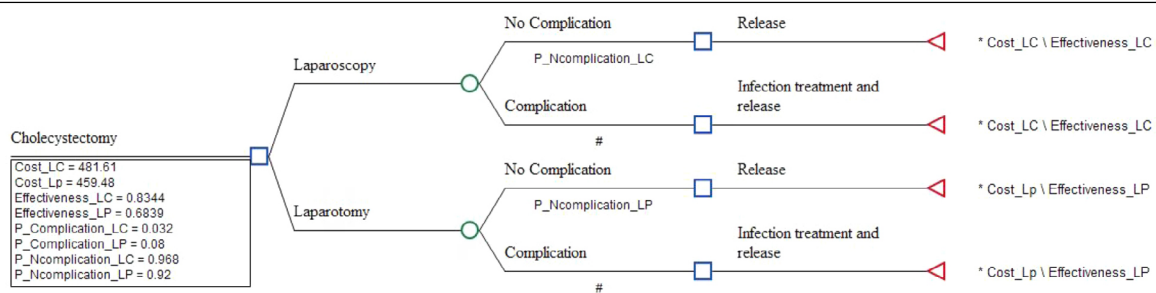 No Complication
Release
P_Ncomplication_LC
* Cost_LC \ Effectiveness_LC
Laparoscopy
Complication
Infection treatment and
release
#
* Cost_LC \ Effectiveness_LC
Cholecystectomy
Cost_LC = 481.61
Cost_Lp = 459.48
Effectiveness_LC = 0.8344
Effectiveness_LP = 0.6839
P_Complication_LC = 0.032
P_Complication_LP = 0.08
P_Ncomplication_LC = 0.968
P_Ncomplication_LP = 0.92
No Complication
Release
P_Ncomplication_LP
* Cost_Lp \ Effectiveness_LP
Laparotomy
Complication
Infection treatment and
release
#
* Cost_Lp \ Effectiveness_LP